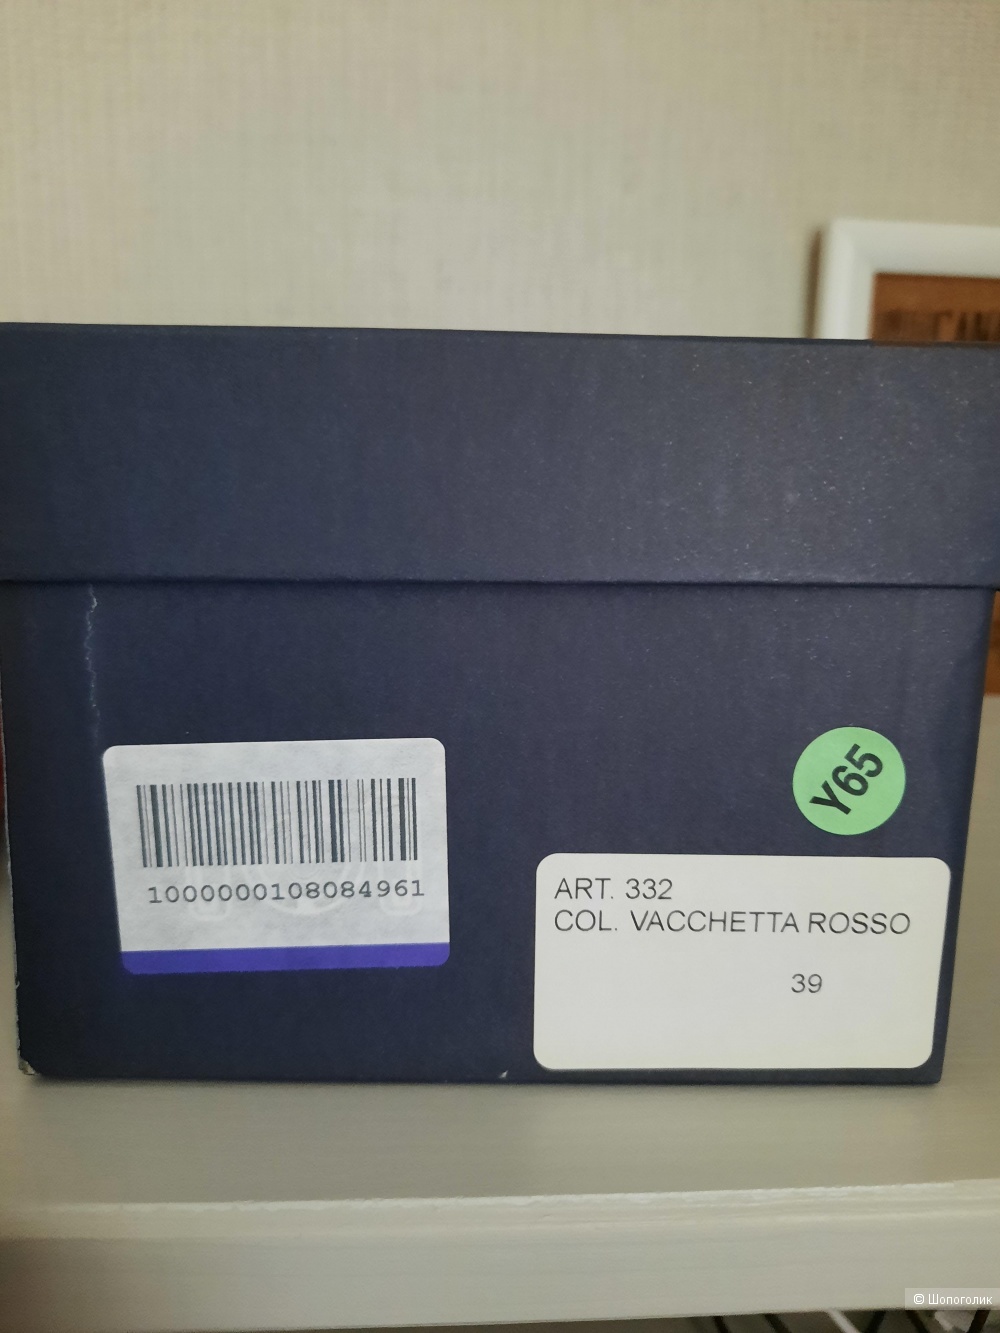 Y65
1000000108084961
ART. 332
COL. VACCHETTA ROSSO
39
© Шопоголик